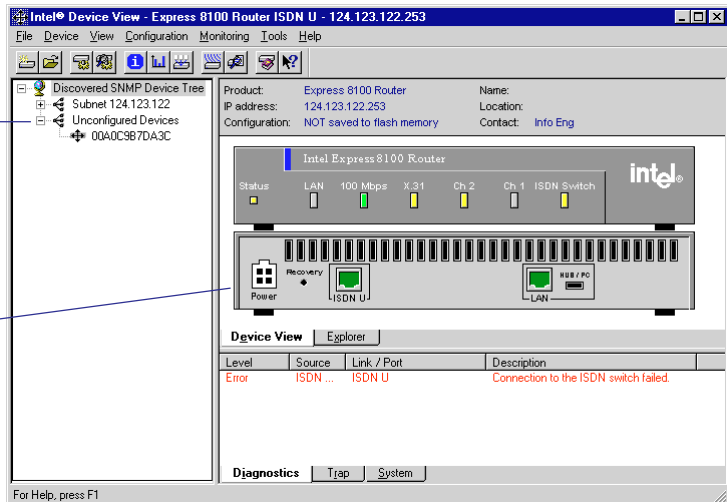 Intel® Device View - Express 8100 Router ISDN U - 124.123.122.253
File Device View Configuration Monitoring Tools Help
Discovered SNMP Device Tree
Subnet 124.123.122
Unconfigured Devices
00A0C9B7DA3C
Product: Express 8100 Router Name:
IP address: 124.123.122.253 Location:
Configuration: NOT saved to flash memory Contact: Info Eng
Intel Express 8100 Router
intel®
Status LAN 100 Mbps X.31 Ch 2 Ch 1 ISDN Switch
Recovery HUB / PC
Power ISDN U LAN
Device View Explorer
Level Source Link / Port Description
Error ISDN ... ISDN U Connection to the ISDN switch failed.
Diagnostics Trap System
For Help, press F1